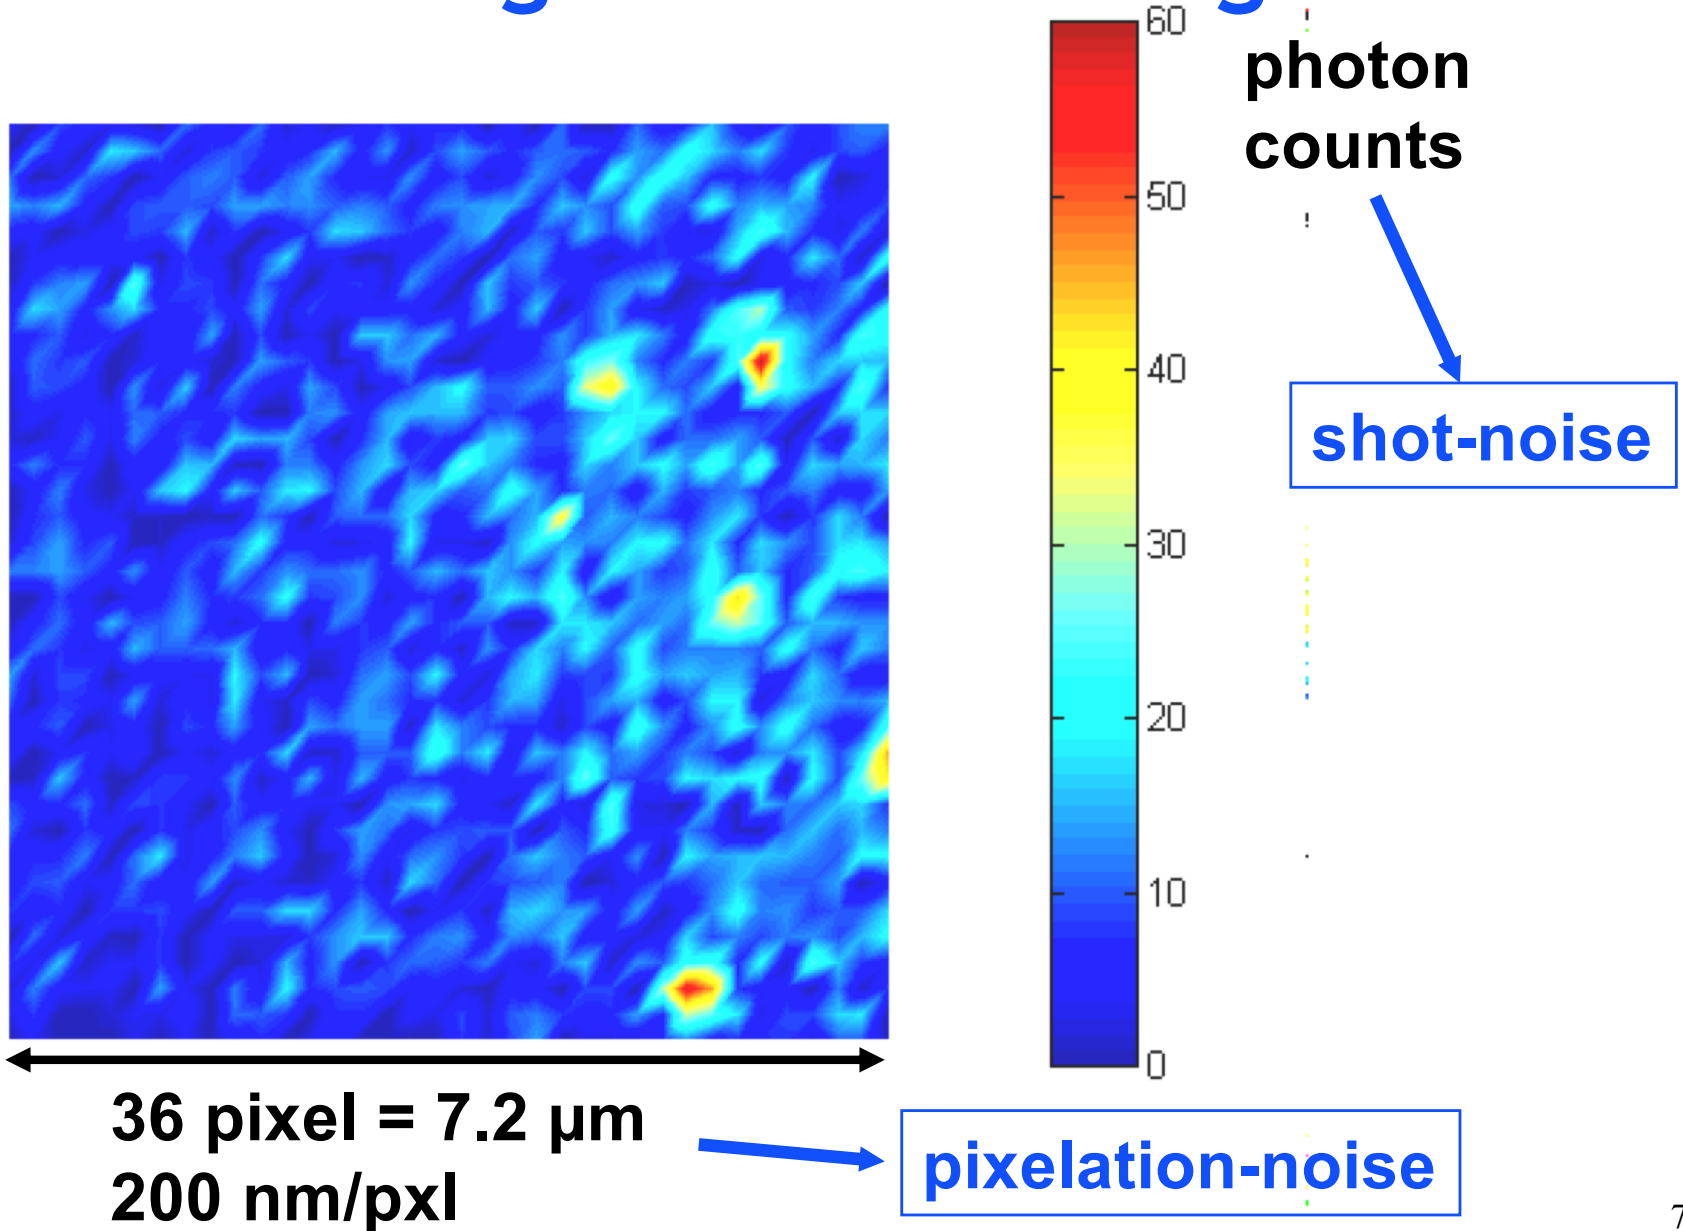 60
photon
counts
50
40
shot-noise
30
20
10
0
36 pixel = 7.2 µm
200 nm/pxl
pixelation-noise
7